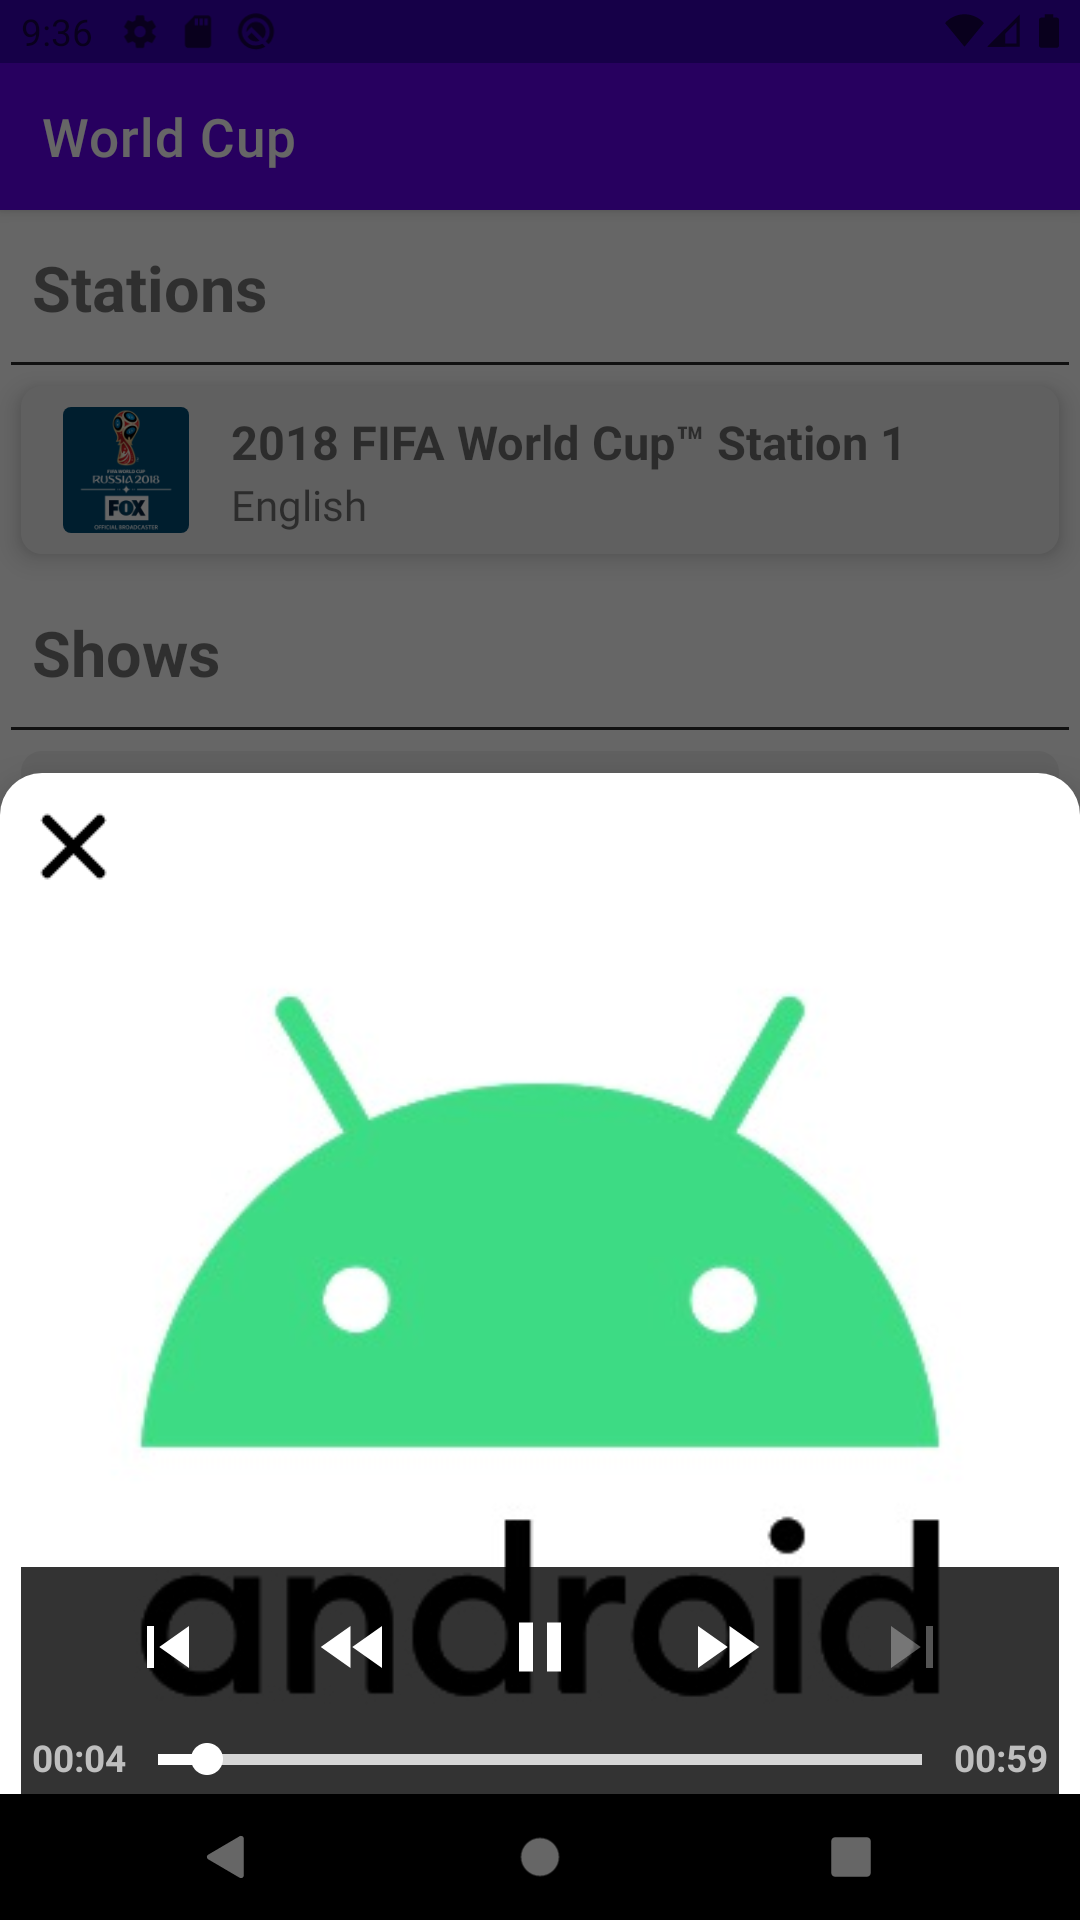 9:36
World Cup
Stations
FIFA WORLD CUP
RUSSIA 2018
FOX
OFFICIAL BROADCASTER
2018 FIFA World Cup™ Station 1
English
Shows
android
00:04
00:59